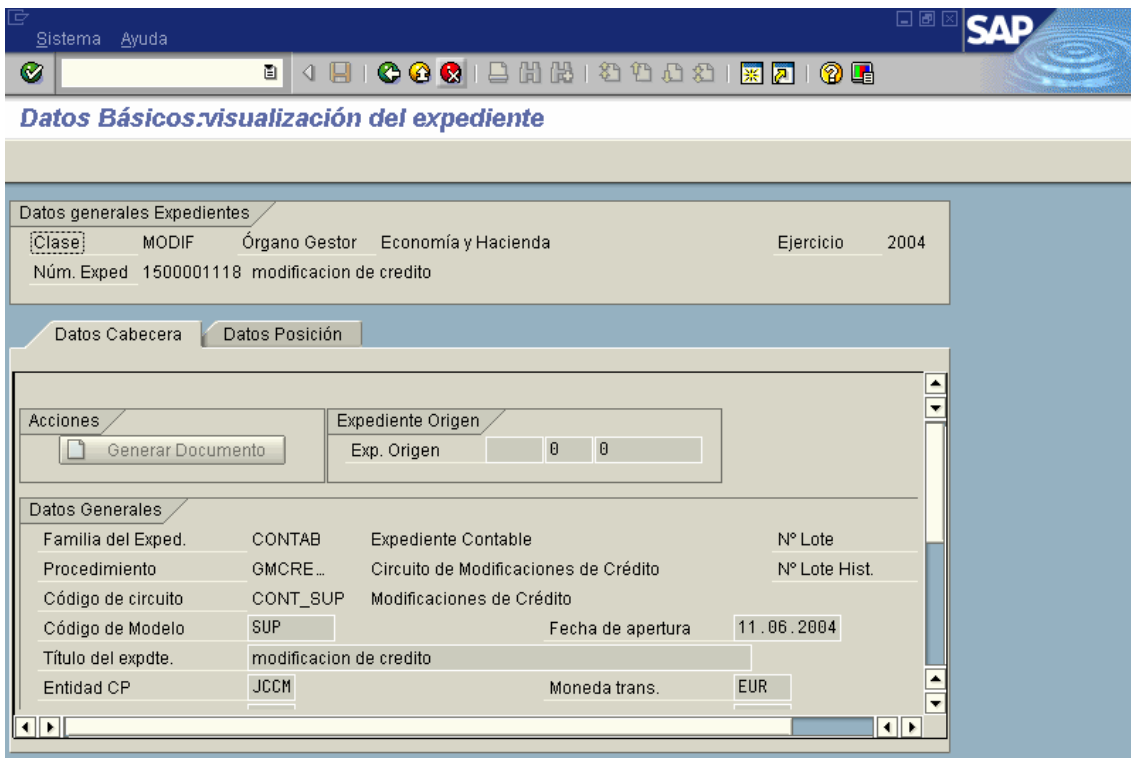 Sistema Ayuda
SAP
Datos Básicos:visualización del expediente
Datos generales Expedientes
Clase MODIF Órgano Gestor Economía y Hacienda Ejercicio 2004
Núm. Exped 1500001118 modificacion de credito
Datos Cabecera Datos Posición
Acciones Expediente Origen
Generar Documento Exp. Origen 0 0
Datos Generales
Familia del Exped. CONTAB Expediente Contable Nº Lote
Procedimiento GMCRE… Circuito de Modificaciones de Crédito Nº Lote Hist.
Código de circuito CONT_SUP Modificaciones de Crédito
Código de Modelo SUP Fecha de apertura 11.06.2004
Título del expdte. modificacion de credito
Entidad CP JCCM Moneda trans. EUR